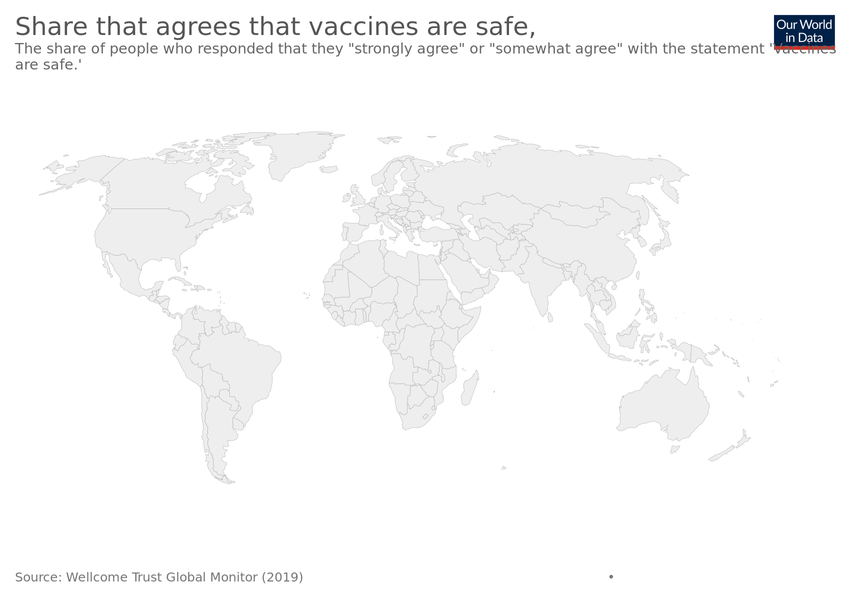 Share that agrees that vaccines are safe,
Our World
in Data
The share of people who responded that they "strongly agree" or "somewhat agree" with the statement 'Vaccines
are safe.'
Source: Wellcome Trust Global Monitor (2019)
•